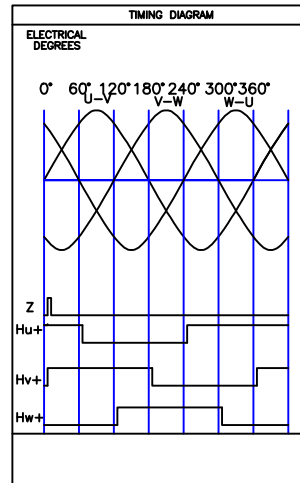 TIMING DIAGRAM
ELECTRICAL
DEGREES
0° 60° 120° 180° 240° 300° 360°
U-V V-W W-U
Z
Hu+
Hv+
Hw+